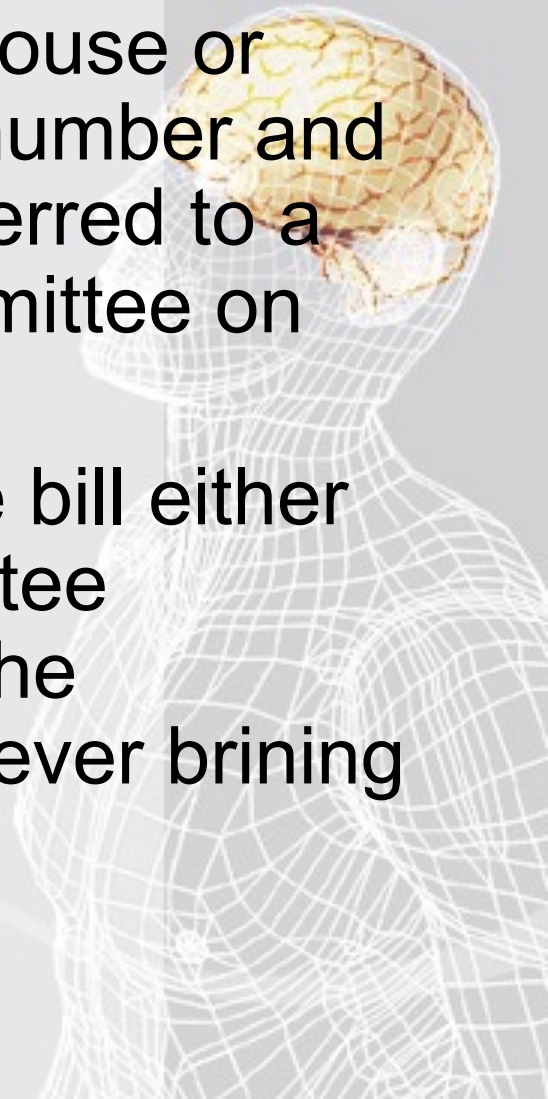 ouse or
umber and
erred to a
mittee on
bill either
tee
he
ever brining